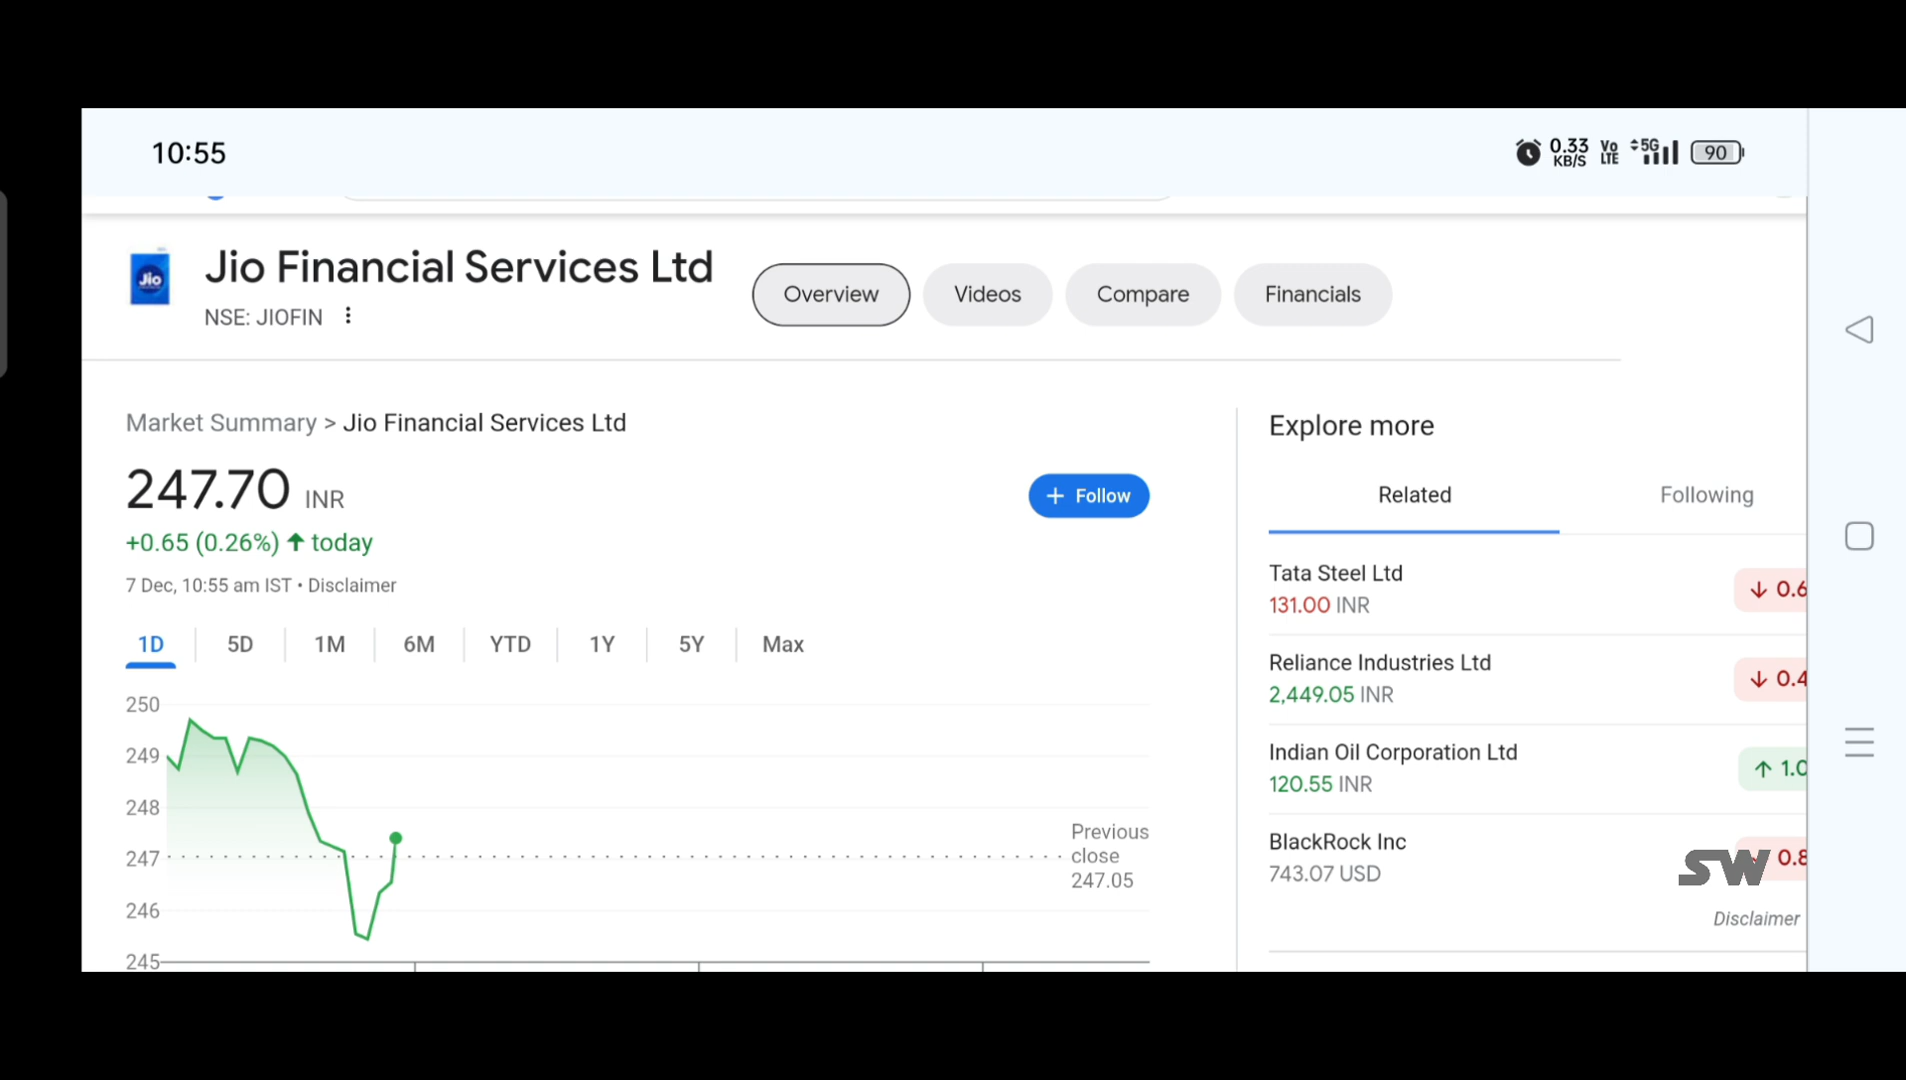 10:55
0.33 KB/S Vo LTE 5G 90
Jio
Jio Financial Services Ltd
NSE: JIOFIN
Overview Videos Compare Financials
Market Summary > Jio Financial Services Ltd
247.70 INR
+ Follow
+0.65 (0.26%) ↑ today
7 Dec, 10:55 am IST • Disclaimer
1D 5D 1M 6M YTD 1Y 5Y Max
250
249
248
247
246
245
Previous
close
247.05
Explore more
Related Following
Tata Steel Ltd
131.00 INR
↓ 0.6
Reliance Industries Ltd
2,449.05 INR
↓ 0.4
Indian Oil Corporation Ltd
120.55 INR
↑ 1.0
BlackRock Inc
743.07 USD
0.8
SW
Disclaimer